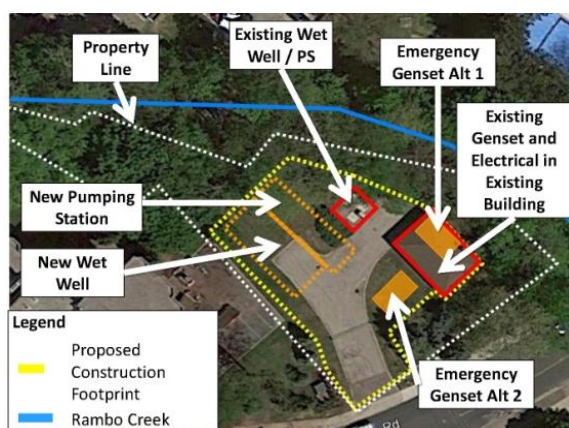 Property
Line
Existing Wet
Well / PS
Emergency
Genset Alt 1
Existing
Genset and
Electrical in
Existing
Building
New Pumping
Station
New Wet
Well
Legend
Proposed
Construction
Footprint
Rambo Creek
Emergency
Genset Alt 2
Rd